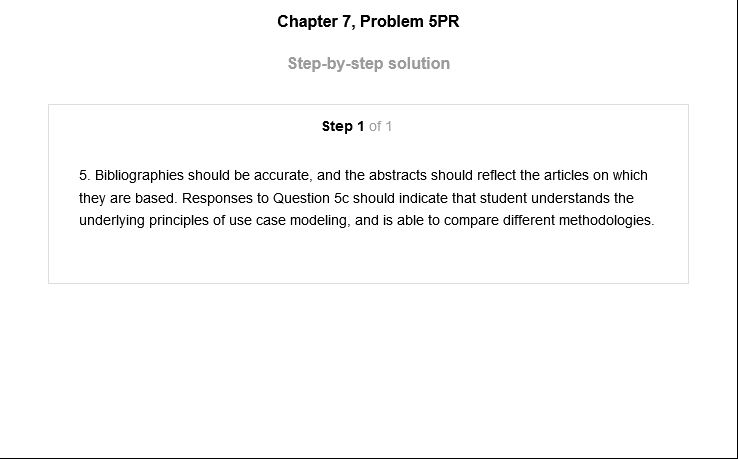 Chapter 7, Problem 5PR
Step-by-step solution
Step 1 of 1
5. Bibliographies should be accurate, and the abstracts should reflect the articles on which
they are based. Responses to Question 5c should indicate that student understands the
underlying principles of use case modeling, and is able to compare different methodologies.